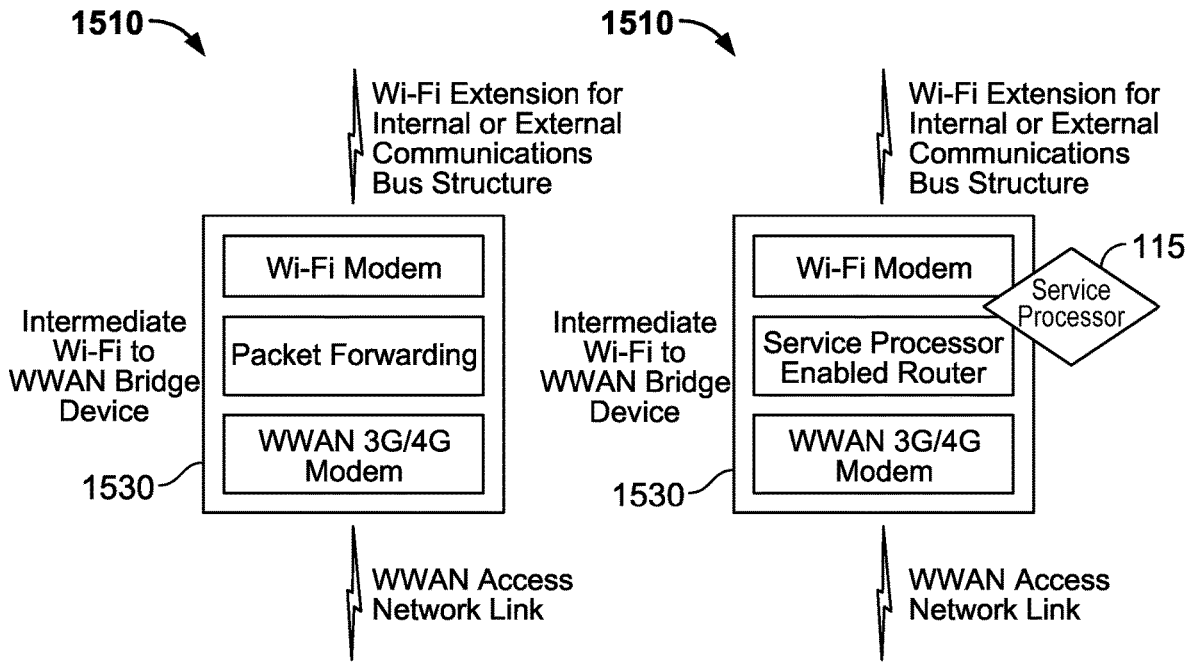 1510
Wi-Fi Extension for
Internal or External
Communications
Bus Structure
Wi-Fi Modem
Intermediate
Wi-Fi to
WWAN Bridge
Device
Packet Forwarding
WWAN 3G/4G
Modem
1530
WWAN Access
Network Link
1510
Wi-Fi Extension for
Internal or External
Communications
Bus Structure
115
Wi-Fi Modem
Service
Processor
Intermediate
Wi-Fi to
WWAN Bridge
Device
Service Processor
Enabled Router
WWAN 3G/4G
Modem
1530
WWAN Access
Network Link